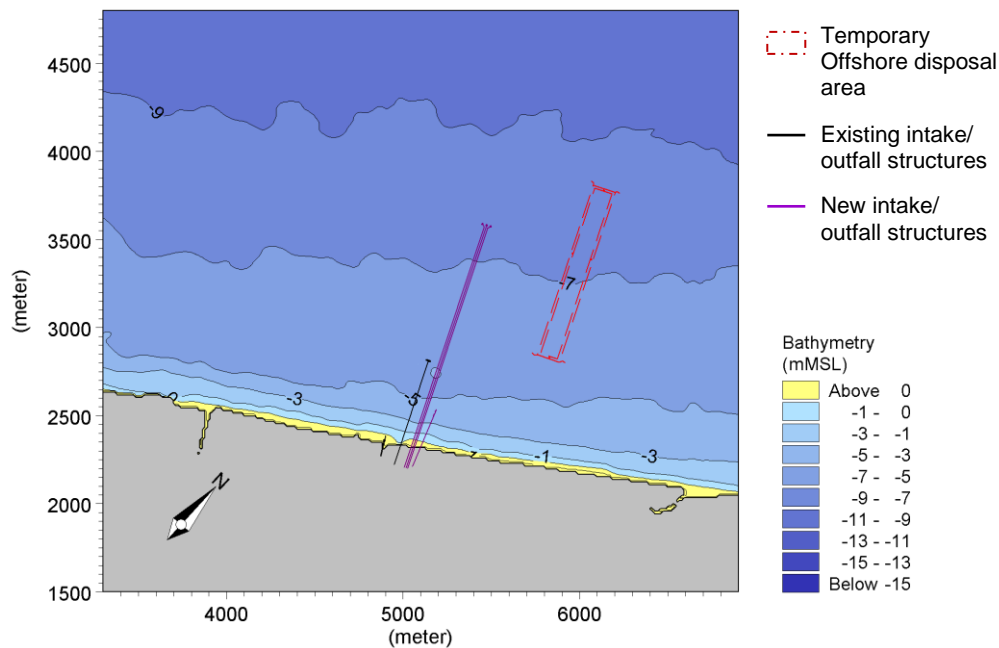 4500
4000
3500
3000
2500
2000
1500
(meter)
4000
5000
6000
(meter)
-9
-7
-5
-3
-1
-3
N
Temporary
Offshore disposal
area
Existing intake/
outfall structures
New intake/
outfall structures
Bathymetry
(mMSL)
Above 0
-1 - 0
-3 - -1
-5 - -3
-7 - -5
-9 - -7
-11 - -9
-13 - -11
-15 - -13
Below -15